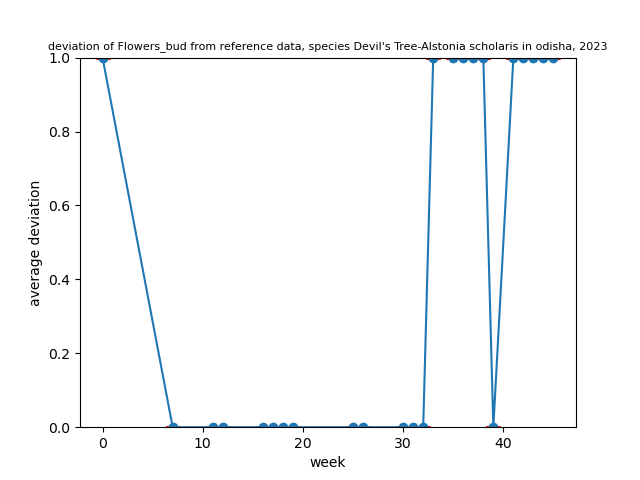 deviation of Flowers_bud from reference data, species Devil's Tree-Alstonia scholaris in odisha, 2023
1.0
0.8
0.6
0.4
0.2
0.0
average deviation
0 10 20 30 40
week